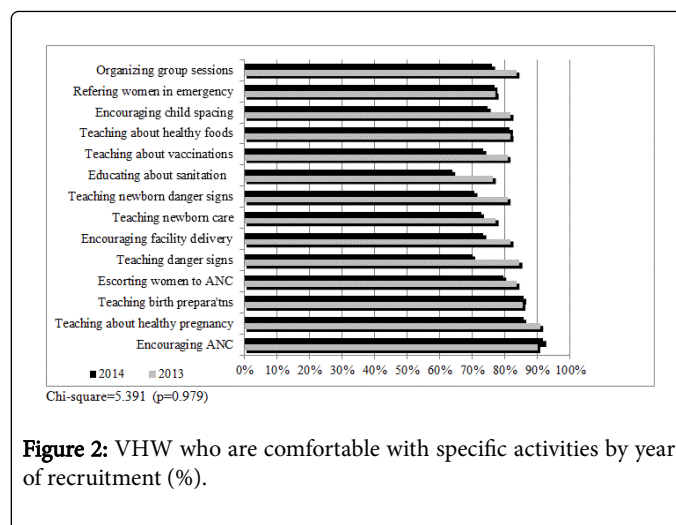 Organizing group sessions
Refering women in emergency
Encouraging child spacing
Teaching about healthy foods
Teaching about vaccinations
Educating about sanitation
Teaching newborn danger signs
Teaching newborn care
Encouraging facility delivery
Teaching danger signs
Escorting women to ANC
Teaching birth prepara'tns
Teaching about healthy pregnancy
Encouraging ANC
2014 2013
0% 10% 20% 30% 40% 50% 60% 70% 80% 90% 100%
Chi-square=5.391 (p=0.979)
Figure 2: VHW who are comfortable with specific activities by year
of recruitment (%).